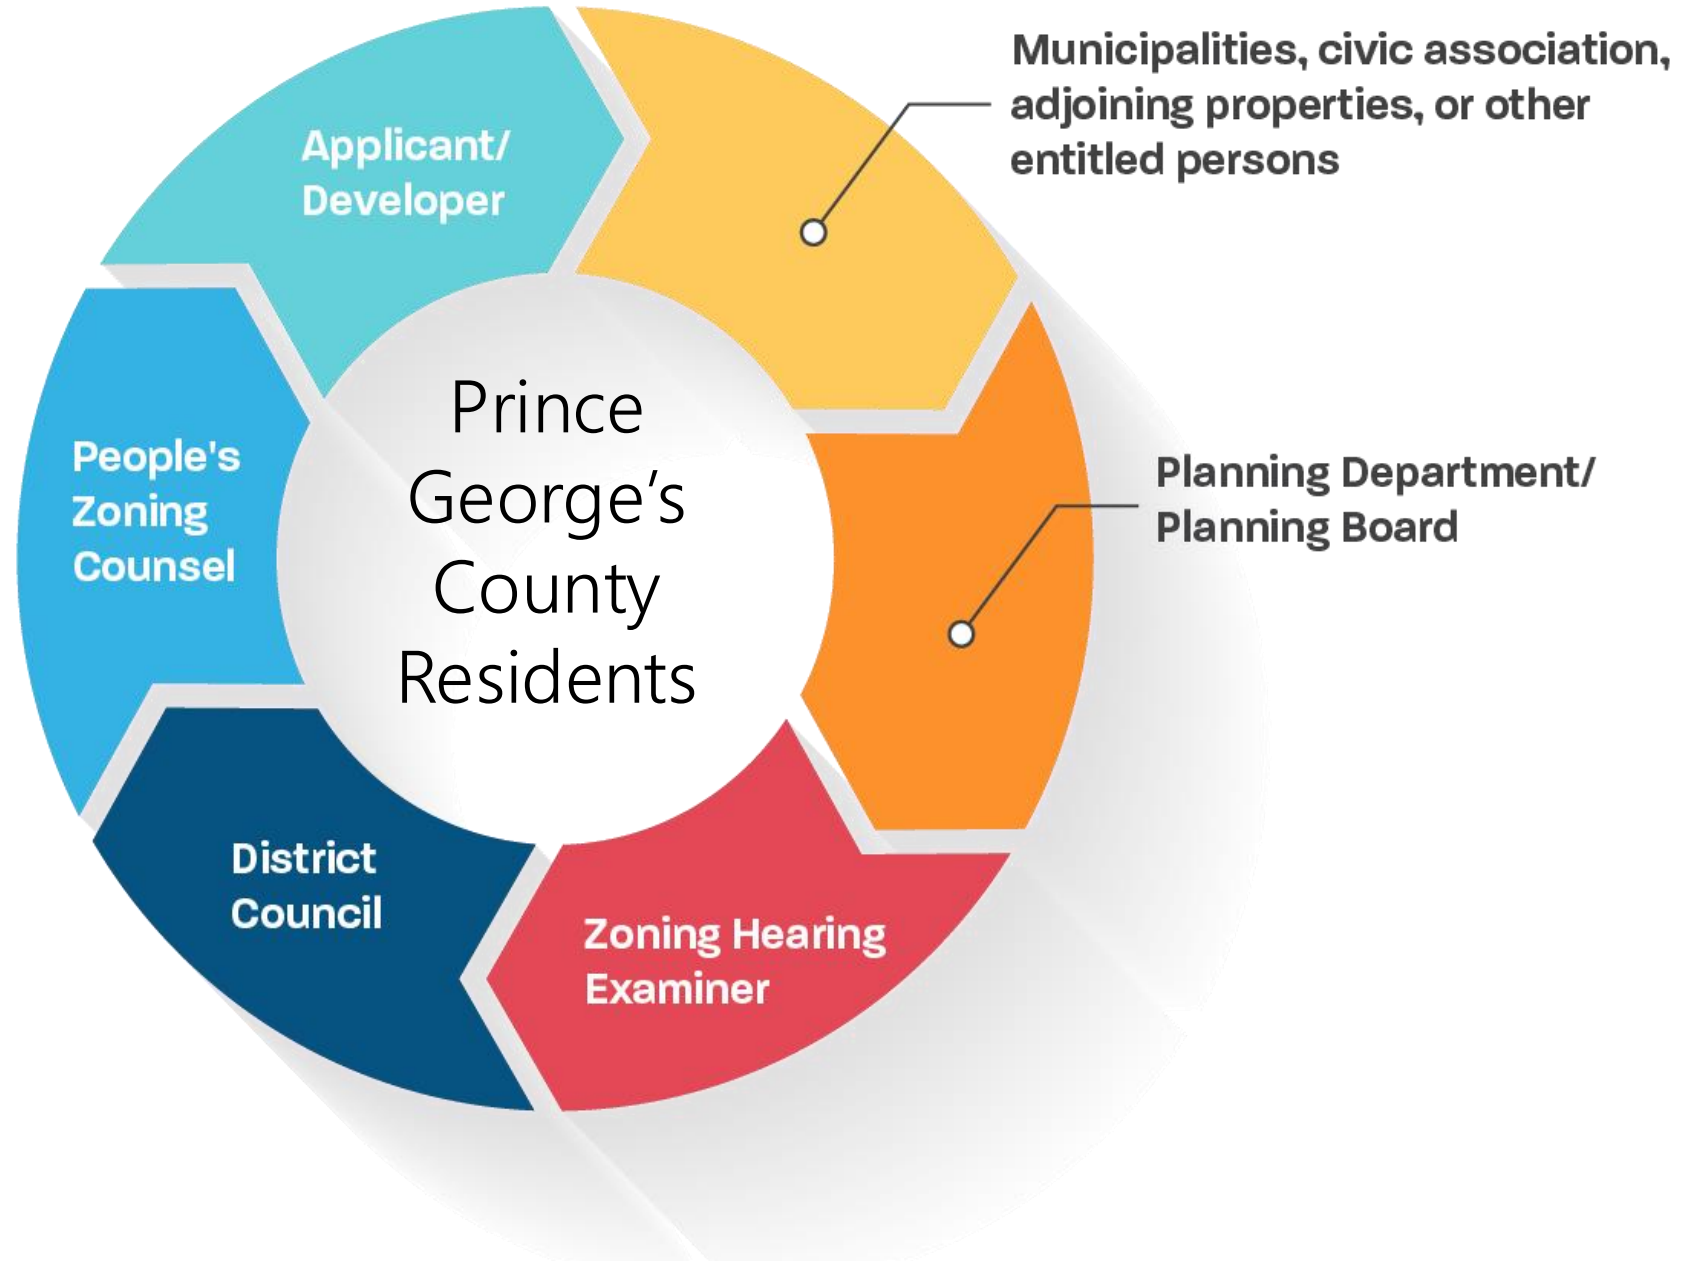 Municipalities, civic association,
adjoining properties, or other
entitled persons
Applicant/
Developer
Prince
George’s
County
Residents
People's
Zoning
Counsel
Planning Department/
Planning Board
District
Council
Zoning Hearing
Examiner